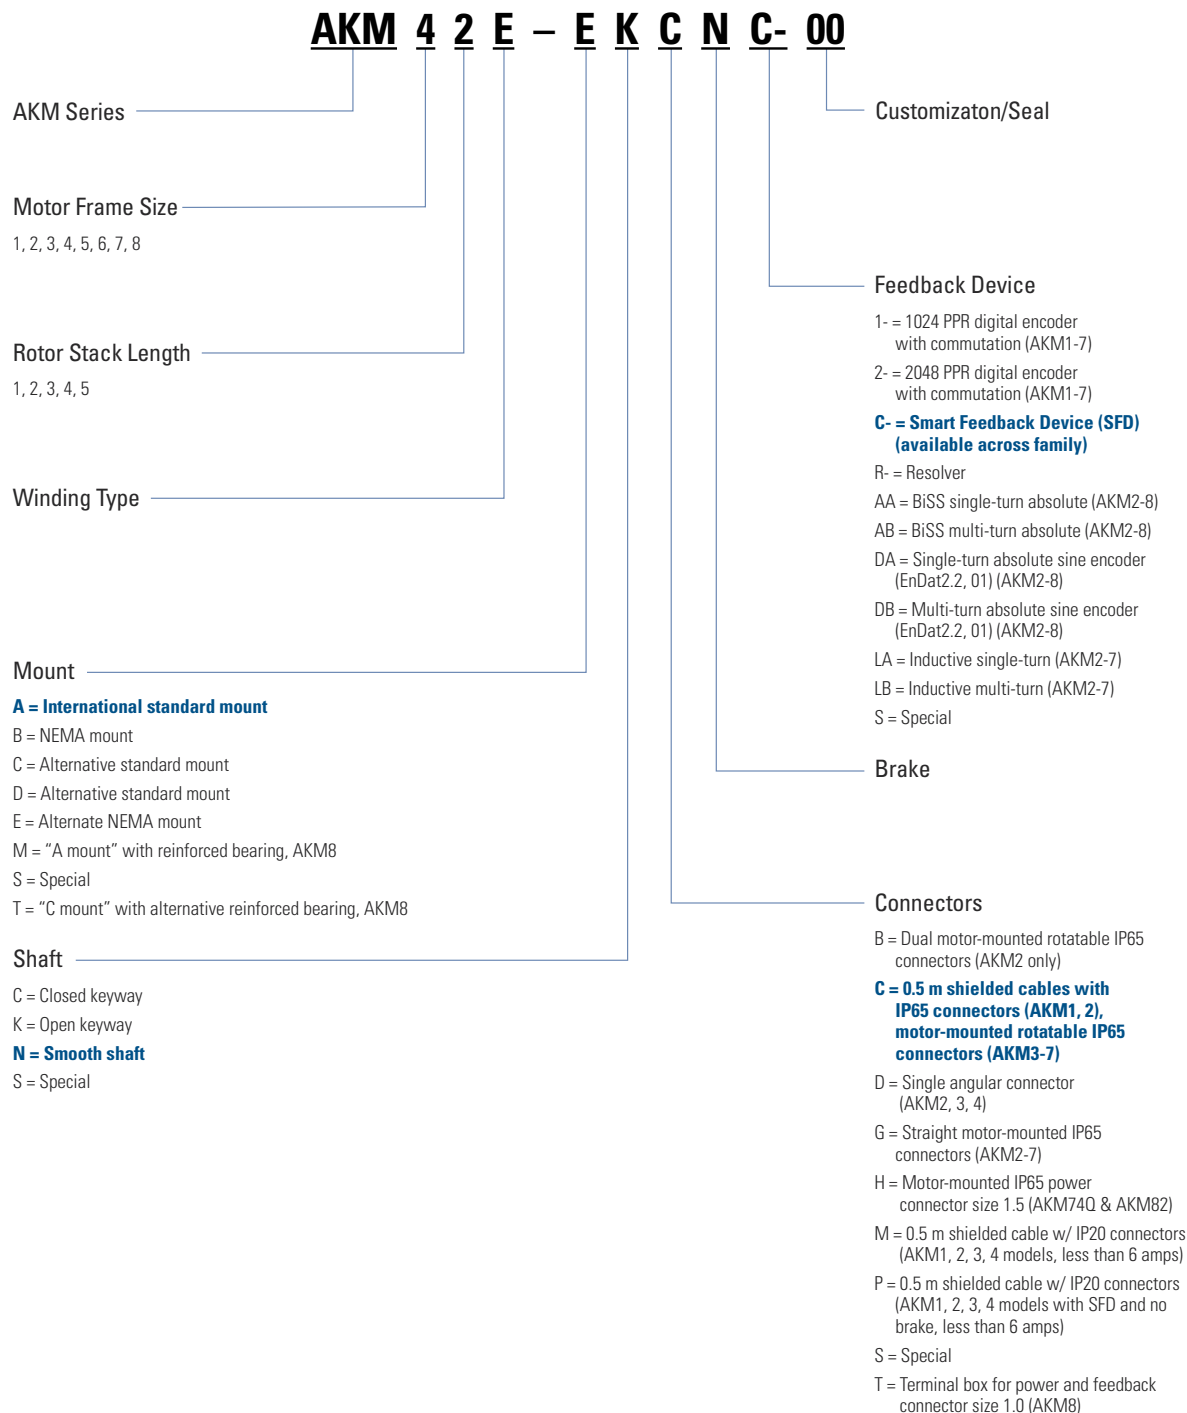 AKM 4 2 E – E K C N C- 00
AKM Series
Motor Frame Size
1, 2, 3, 4, 5, 6, 7, 8
Rotor Stack Length
1, 2, 3, 4, 5
Winding Type
Mount
A = International standard mount
B = NEMA mount
C = Alternative standard mount
D = Alternative standard mount
E = Alternate NEMA mount
M = “A mount” with reinforced bearing, AKM8
S = Special
T = “C mount” with alternative reinforced bearing, AKM8
Shaft
C = Closed keyway
K = Open keyway
N = Smooth shaft
S = Special
Customizaton/Seal
Feedback Device
1- = 1024 PPR digital encoder
with commutation (AKM1-7)
2- = 2048 PPR digital encoder
with commutation (AKM1-7)
C- = Smart Feedback Device (SFD)
(available across family)
R- = Resolver
AA = BiSS single-turn absolute (AKM2-8)
AB = BiSS multi-turn absolute (AKM2-8)
DA = Single-turn absolute sine encoder
(EnDat2.2, 01) (AKM2-8)
DB = Multi-turn absolute sine encoder
(EnDat2.2, 01) (AKM2-8)
LA = Inductive single-turn (AKM2-7)
LB = Inductive multi-turn (AKM2-7)
S = Special
Brake
Connectors
B = Dual motor-mounted rotatable IP65
connectors (AKM2 only)
C = 0.5 m shielded cables with
IP65 connectors (AKM1, 2),
motor-mounted rotatable IP65
connectors (AKM3-7)
D = Single angular connector
(AKM2, 3, 4)
G = Straight motor-mounted IP65
connectors (AKM2-7)
H = Motor-mounted IP65 power
connector size 1.5 (AKM74Q & AKM82)
M = 0.5 m shielded cable w/ IP20 connectors
(AKM1, 2, 3, 4 models, less than 6 amps)
P = 0.5 m shielded cable w/ IP20 connectors
(AKM1, 2, 3, 4 models with SFD and no
brake, less than 6 amps)
S = Special
T = Terminal box for power and feedback
connector size 1.0 (AKM8)